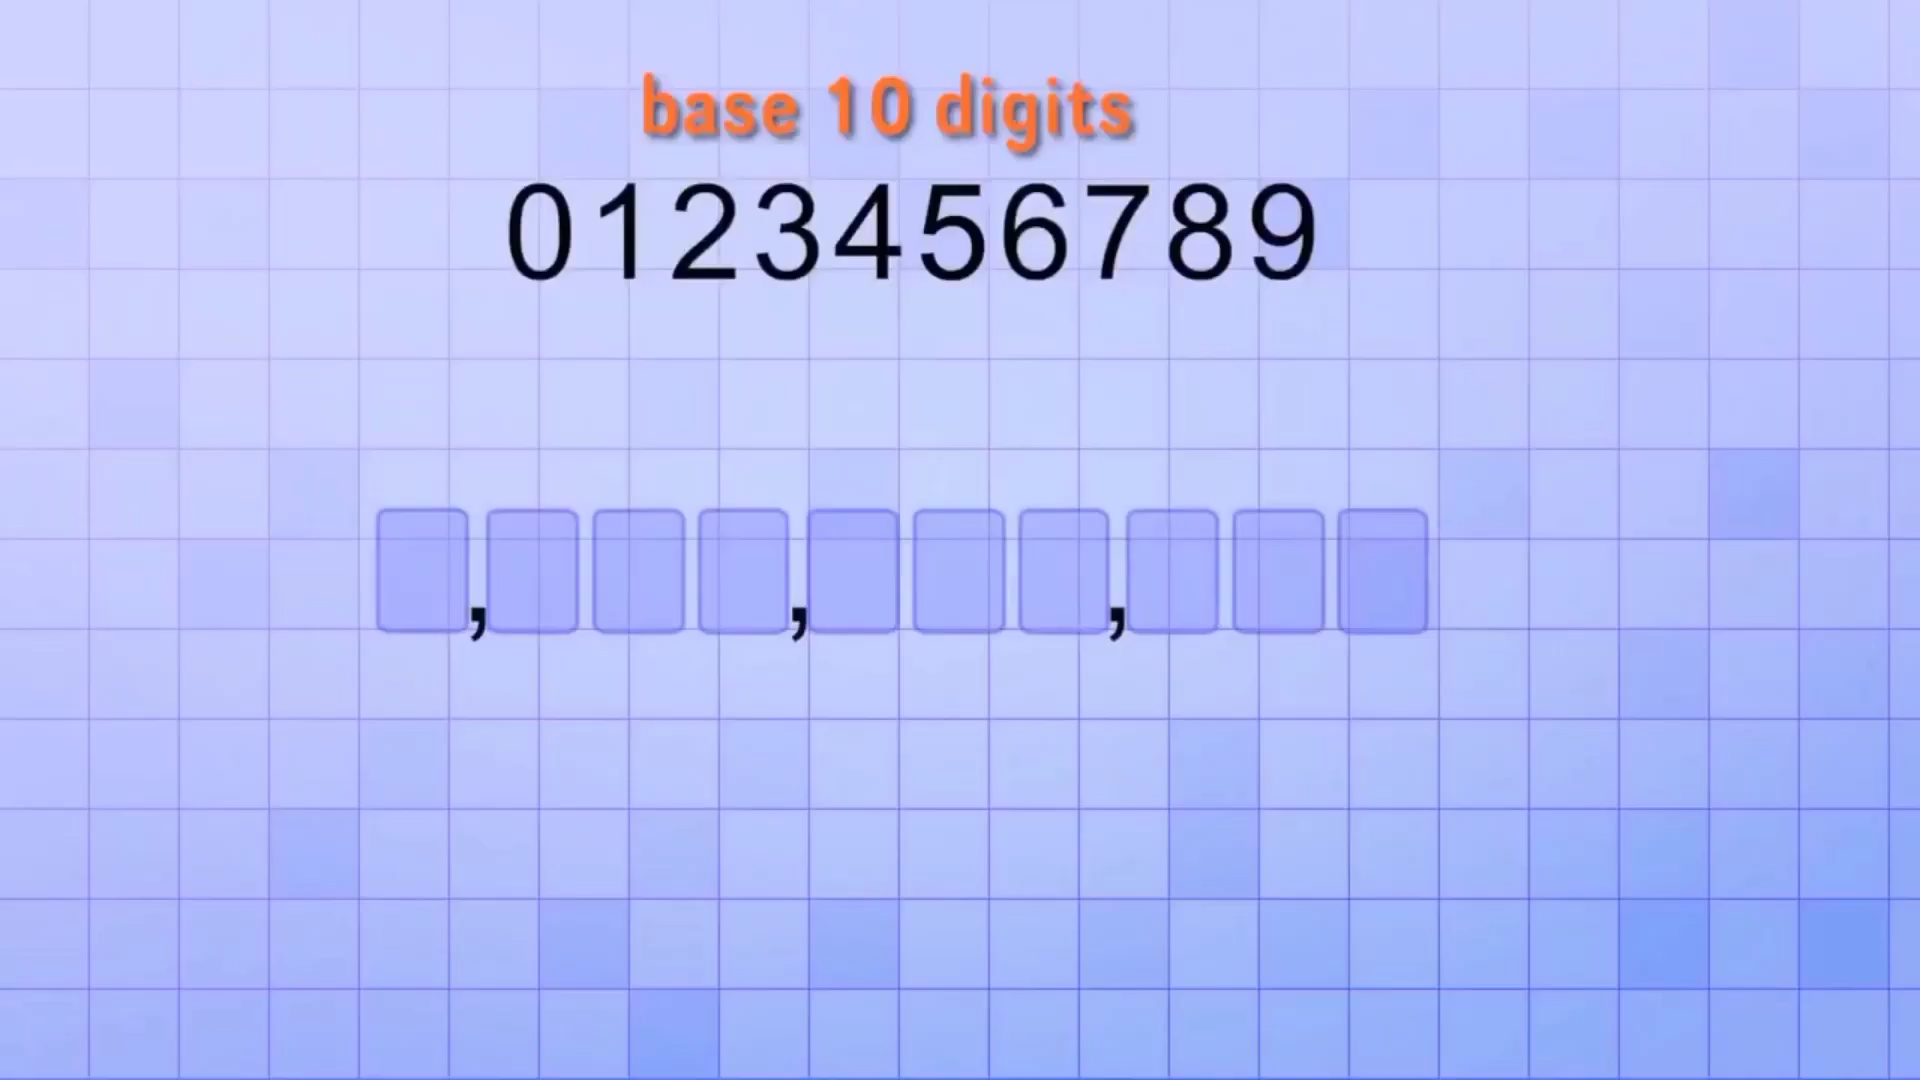 base 10 digits
0123456789
, , ,